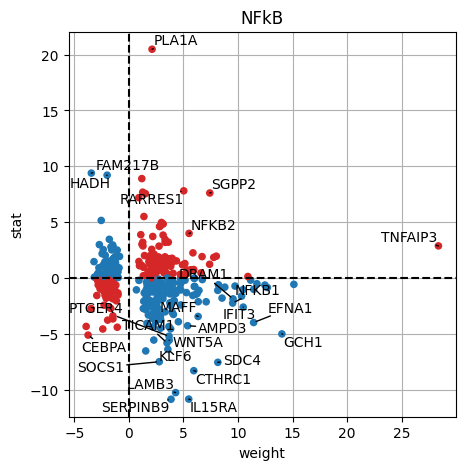 NFkB
PLA1A
20
15
stat
10
FAM217B
HADH
RARRES1
SGPP2
5
NFKB2
TNFAIP3
0
DRAM1
NFKB1
PTGER4
MAFF
IFIT3
EFNA1
TICAM1
AMPD3
−5
CEBPA
WNT5A
GCH1
KLF6
SOCS1
SDC4
CTHRC1
LAMB3
−10
SERPINB9
IL15RA
−5
0
5
10
15
20
25
weight